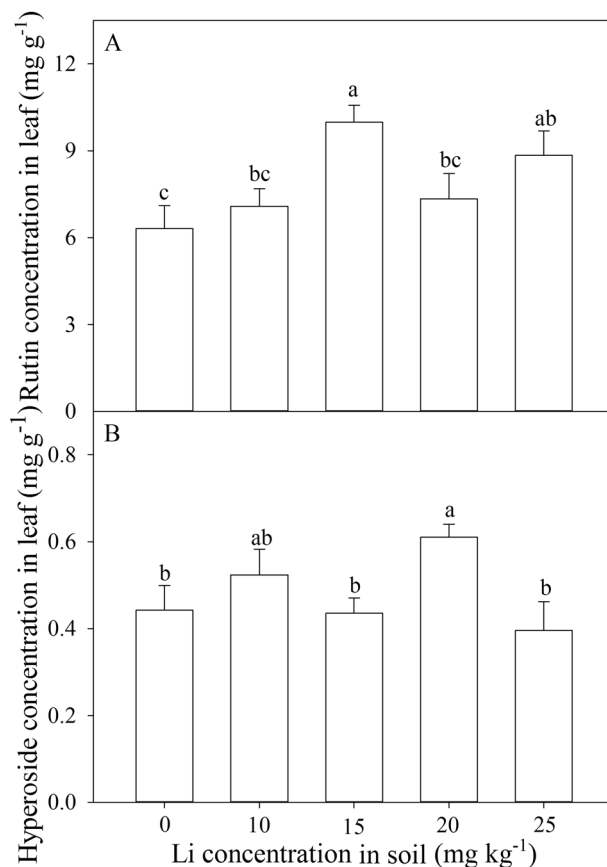 A
Rutin concentration in leaf (mg g⁻¹)
12
9
6
3
0
c
bc
a
bc
ab
B
Hyperoside concentration in leaf (mg g⁻¹)
0.8
0.6
0.4
0.2
0.0
b
ab
b
a
b
0 10 15 20 25
Li concentration in soil (mg kg⁻¹)